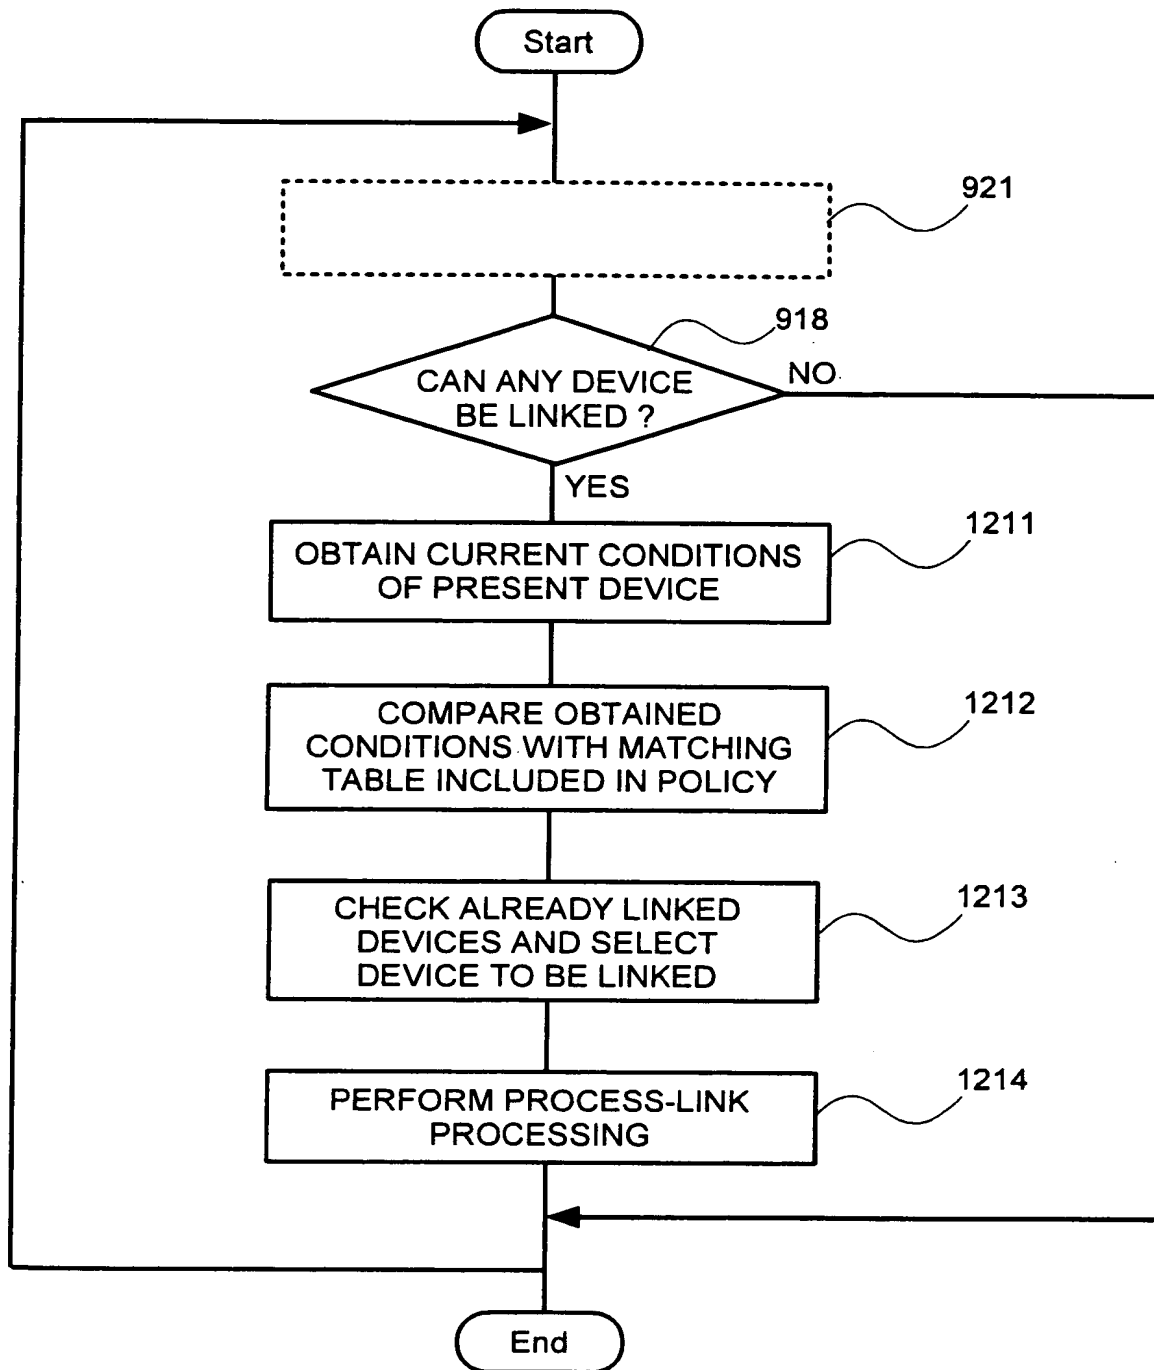 Start
921
918
CAN ANY DEVICE
BE LINKED ?
NO
YES
1211
OBTAIN CURRENT CONDITIONS
OF PRESENT DEVICE
1212
COMPARE OBTAINED
CONDITIONS WITH MATCHING
TABLE INCLUDED IN POLICY
1213
CHECK ALREADY LINKED
DEVICES AND SELECT
DEVICE TO BE LINKED
1214
PERFORM PROCESS-LINK
PROCESSING
End